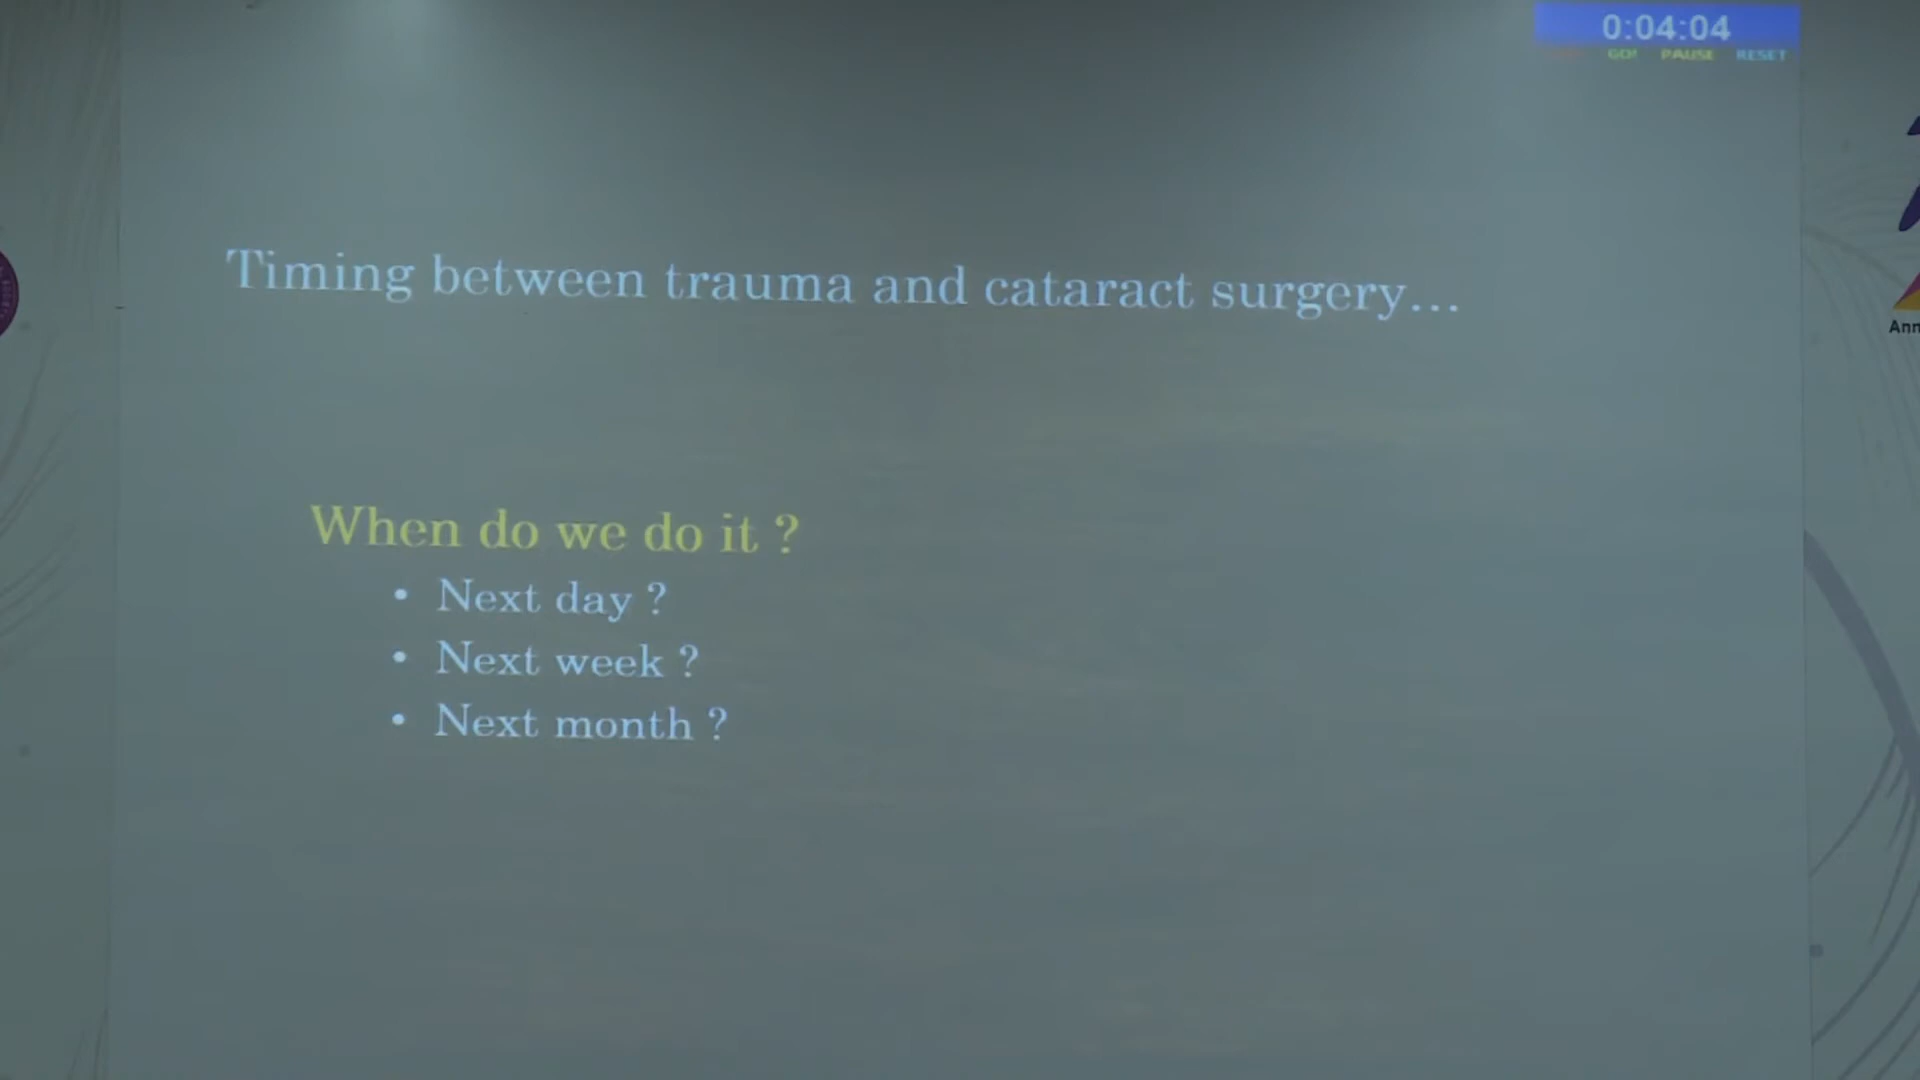 0:04:04
GO! PAUSE RESET
Timing between trauma and cataract surgery...
Ann
When do we do it ?
• Next day ?
• Next week ?
• Next month ?